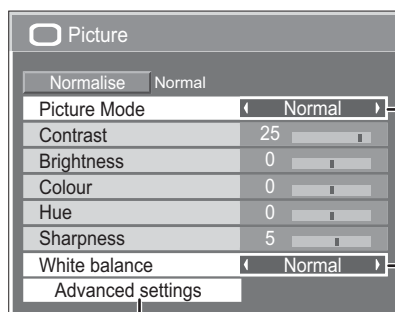 Picture
Normalise Normal
Picture Mode Normal
Contrast 25
Brightness 0
Colour 0
Hue 0
Sharpness 5
White balance Normal
Advanced settings